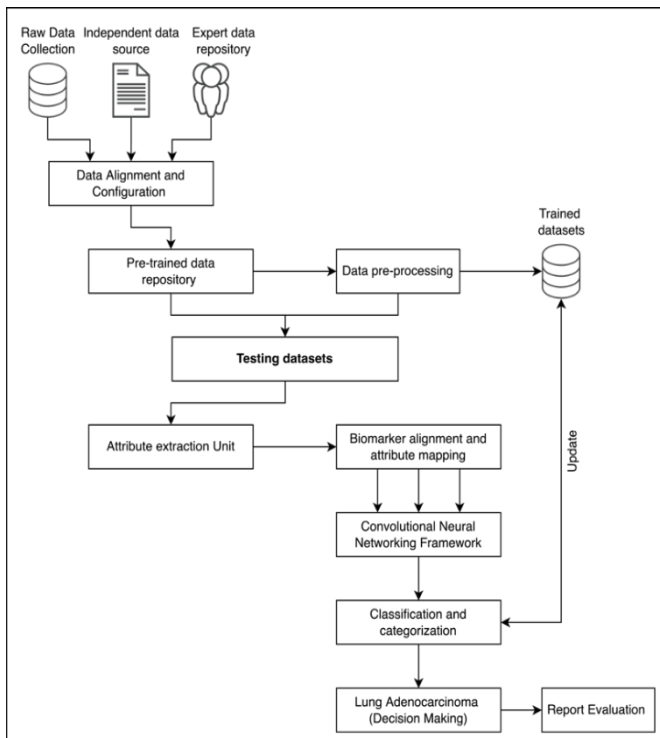 Raw Data
Collection
Independent data
source
Expert data
repository
Data Alignment and
Configuration
Trained
datasets
Pre-trained data
repository
Data pre-processing
Testing datasets
Attribute extraction Unit
Biomarker alignment and
attribute mapping
Update
Convolutional Neural
Networking Framework
Classification and
categorization
Lung Adenocarcinoma
(Decision Making)
Report Evaluation